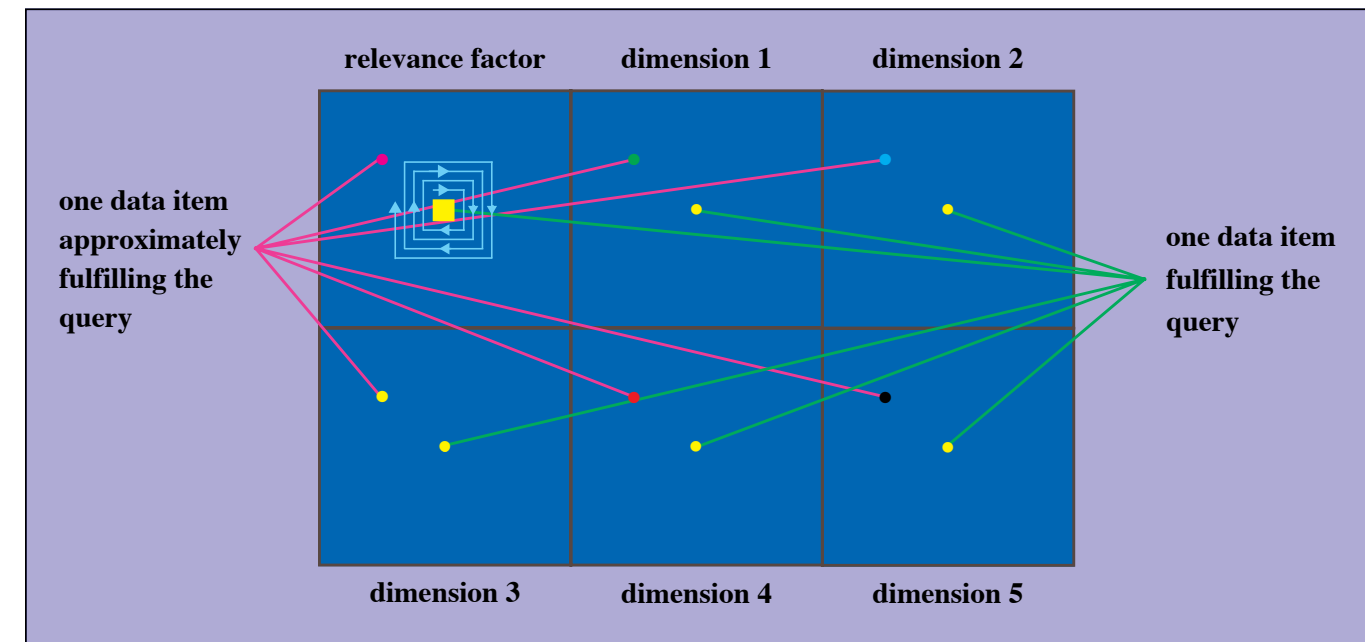 relevance factor
dimension 1
dimension 2
one data item
approximately
fulfilling the
query
one data item
fulfilling the
query
dimension 3
dimension 4
dimension 5